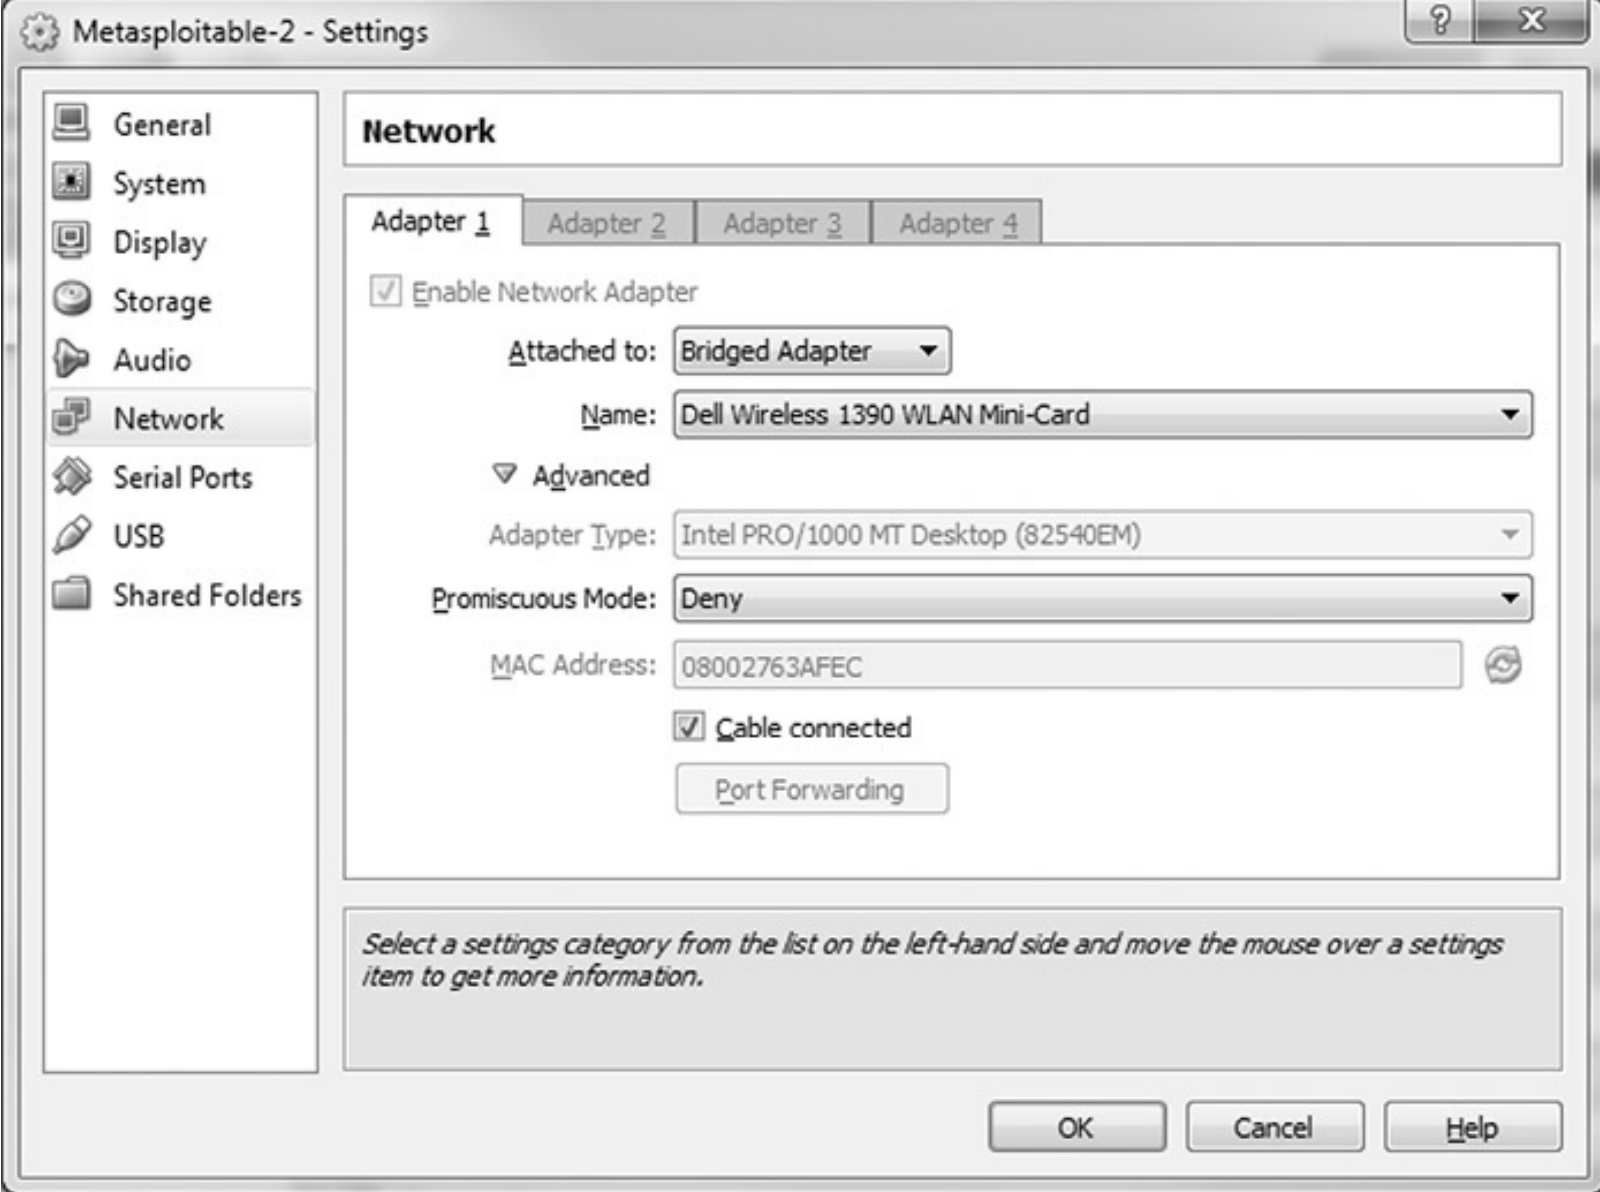 Metasploitable-2 - Settings
?
General
System
Display
Storage
Audio
Network
Serial Ports
USB
Shared Folders
Network
Adapter 1
Adapter 2
Adapter 3
Adapter 4
Enable Network Adapter
Attached to: Bridged Adapter
Name: Dell Wireless 1390 WLAN Mini-Card
Advanced
Adapter Type: Intel PRO/1000 MT Desktop (82540EM)
Promiscuous Mode: Deny
MAC Address: 08002763AFEC
Cable connected
Port Forwarding
Select a settings category from the list on the left-hand side and move the mouse over a settings
item to get more information.
OK
Cancel
Help